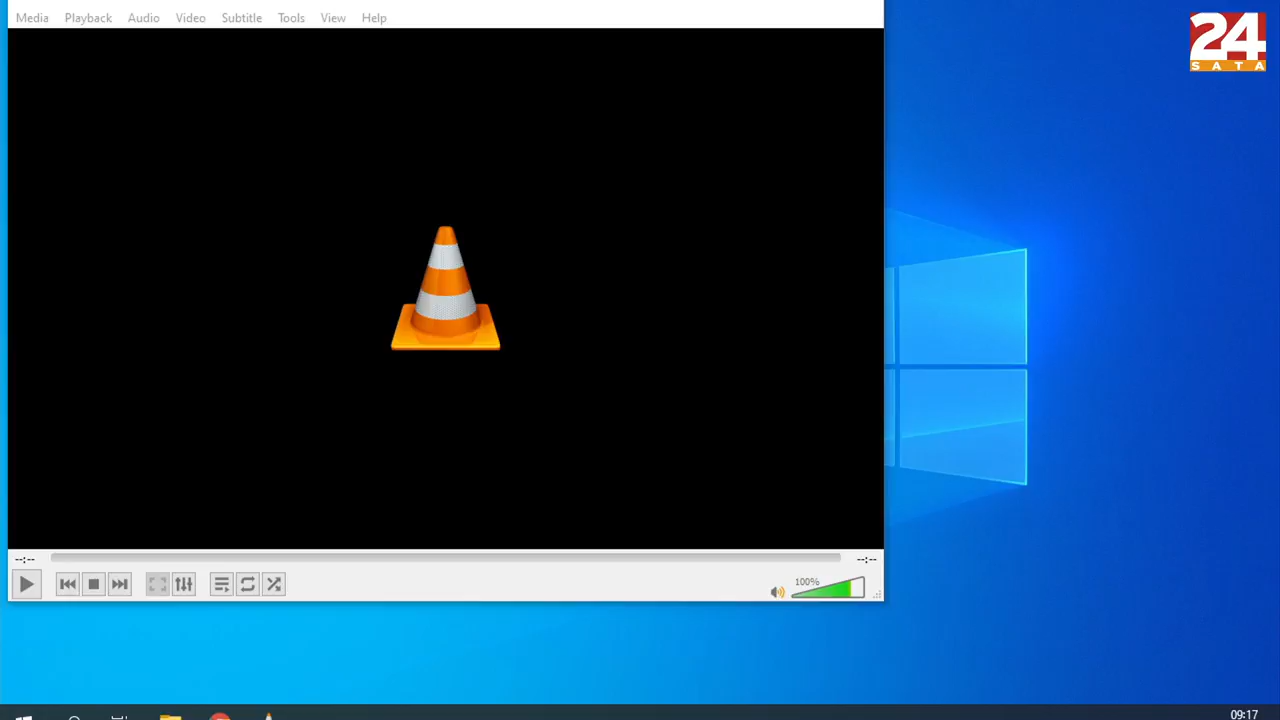 Media Playback Audio Video Subtitle Tools View Help
24
SATA
--:-- --:--
100%
09:17